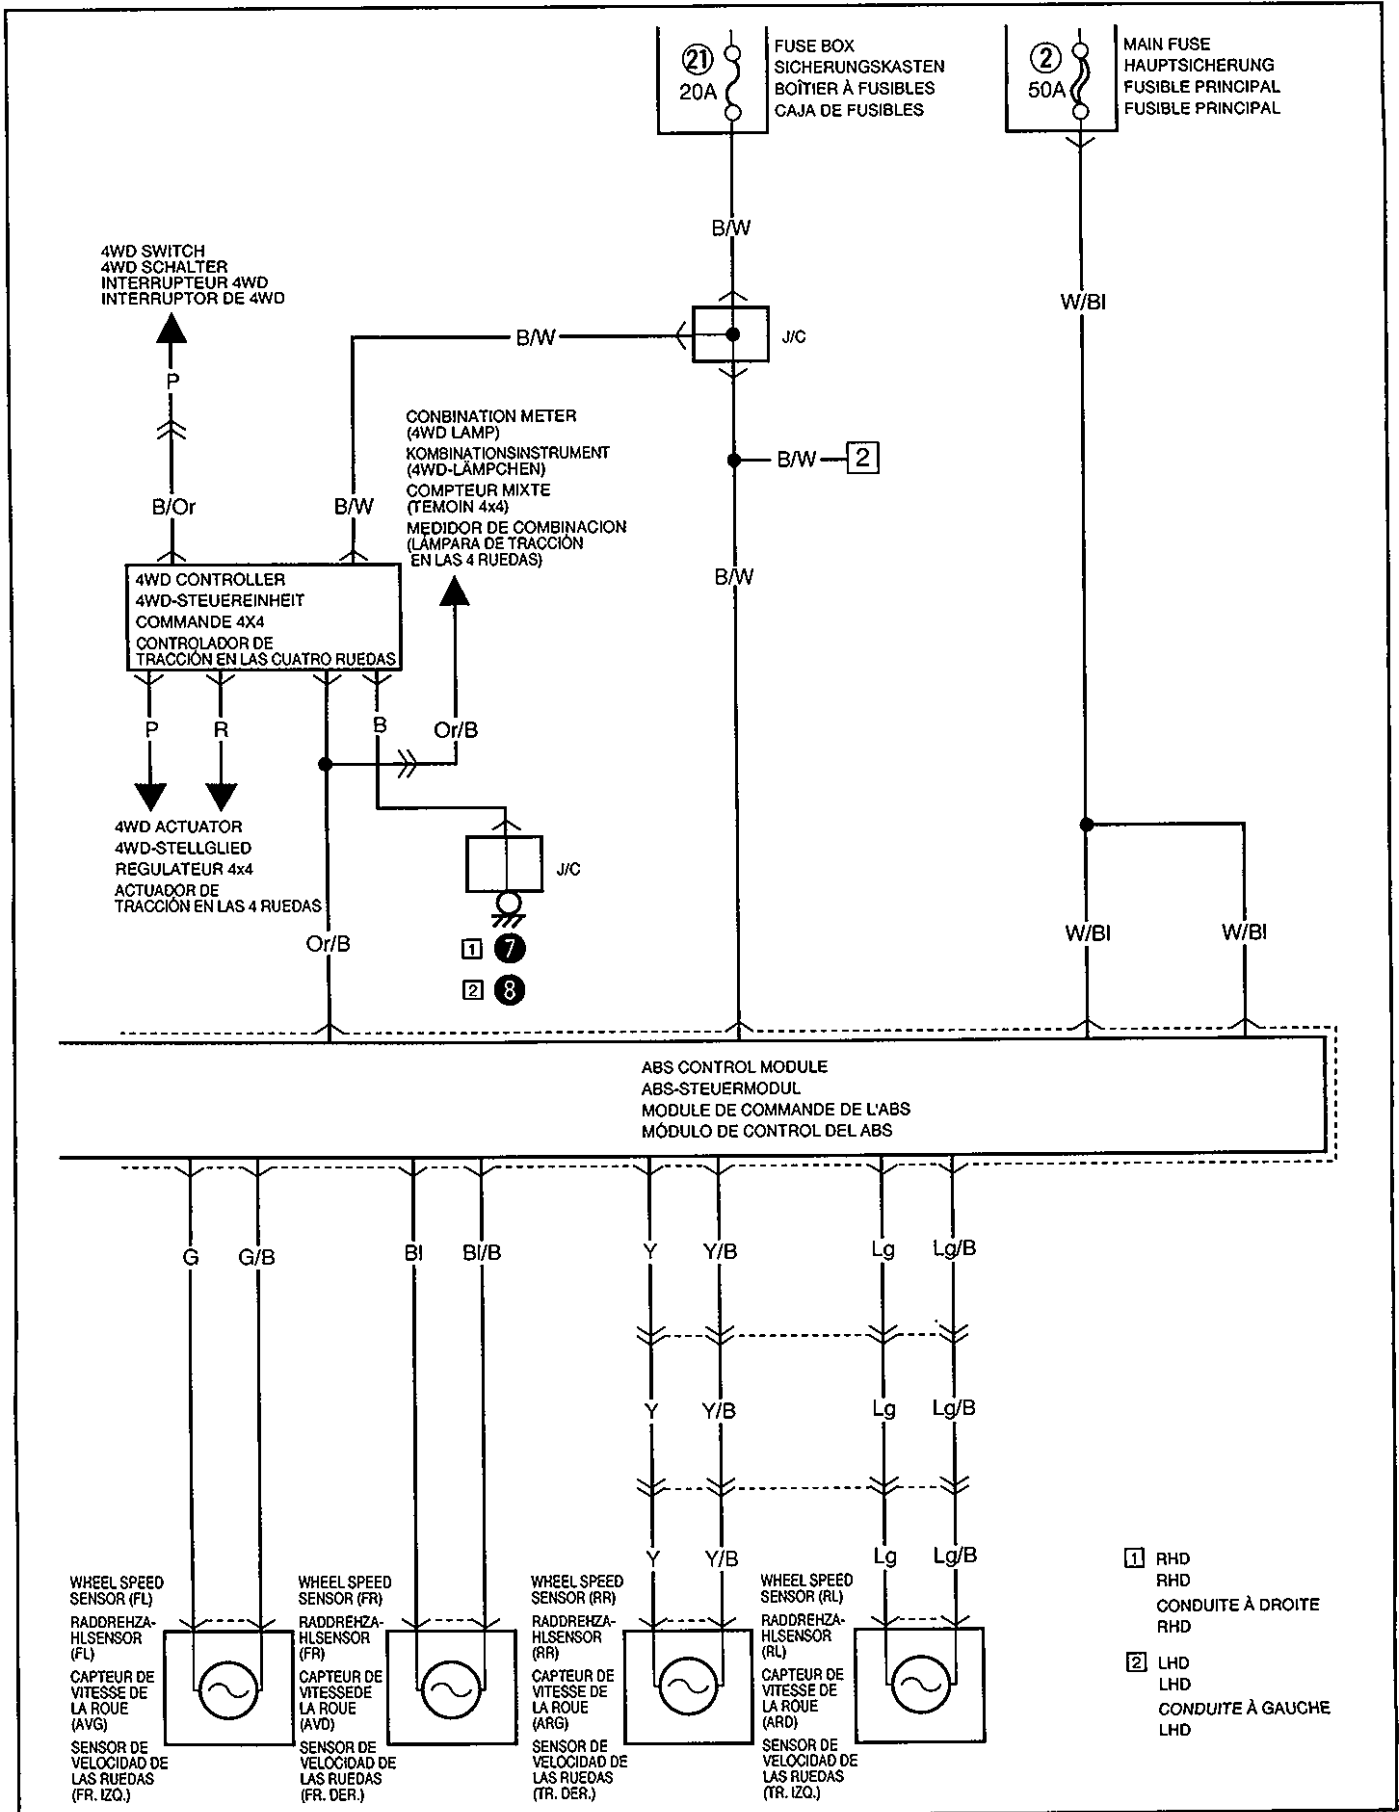 21
20A
FUSE BOX
SICHERUNGSKASTEN
BOÎTIER À FUSIBLES
CAJA DE FUSIBLES
2
50A
MAIN FUSE
HAUPTSICHERUNG
FUSIBLE PRINCIPAL
FUSIBLE PRINCIPAL
B/W
W/Bl
4WD SWITCH
4WD SCHALTER
INTERRUPTEUR 4WD
INTERRUPTOR DE 4WD
B/W
J/C
P
CONBINATION METER
(4WD LAMP)
KOMBINATIONSINSTRUMENT
(4WD-LÄMPCHEN)
COMPTEUR MIXTE
(TEMOIN 4x4)
MEDIDOR DE COMBINACION
(LÁMPARA DE TRACCIÓN
EN LAS 4 RUEDAS)
B/W 2
B/Or
B/W
B/W
4WD CONTROLLER
4WD-STEUEREINHEIT
COMMANDE 4X4
CONTROLADOR DE
TRACCIÓN EN LAS CUATRO RUEDAS
P
R
B
Or/B
4WD ACTUATOR
4WD-STELLGLIED
REGULATEUR 4x4
ACTUADOR DE
TRACCIÓN EN LAS 4 RUEDAS
J/C
Or/B
1 7
2 8
W/Bl
W/Bl
ABS CONTROL MODULE
ABS-STEUERMODUL
MODULE DE COMMANDE DE L'ABS
MÓDULO DE CONTROL DEL ABS
G
G/B
Bl
Bl/B
Y
Y/B
Lg
Lg/B
Y
Y/B
Lg
Lg/B
Y
Y/B
Lg
Lg/B
WHEEL SPEED
SENSOR (FL)
RADDREHZA-
HLSENSOR
(FL)
CAPTEUR DE
VITESSE DE
LA ROUE
(AVG)
SENSOR DE
VELOCIDAD DE
LAS RUEDAS
(FR. IZQ.)
WHEEL SPEED
SENSOR (FR)
RADDREHZA-
HLSENSOR
(FR)
CAPTEUR DE
VITESSEDE
LA ROUE
(AVD)
SENSOR DE
VELOCIDAD DE
LAS RUEDAS
(FR. DER.)
WHEEL SPEED
SENSOR (RR)
RADDREHZA-
HLSENSOR
(RR)
CAPTEUR DE
VITESSE DE
LA ROUE
(ARG)
SENSOR DE
VELOCIDAD DE
LAS RUEDAS
(TR. DER.)
WHEEL SPEED
SENSOR (RL)
RADDREHZA-
HLSENSOR
(RL)
CAPTEUR DE
VITESSE DE
LA ROUE
(ARD)
SENSOR DE
VELOCIDAD DE
LAS RUEDAS
(TR. IZQ.)
1 RHD
RHD
CONDUITE À DROITE
RHD
2 LHD
LHD
CONDUITE À GAUCHE
LHD